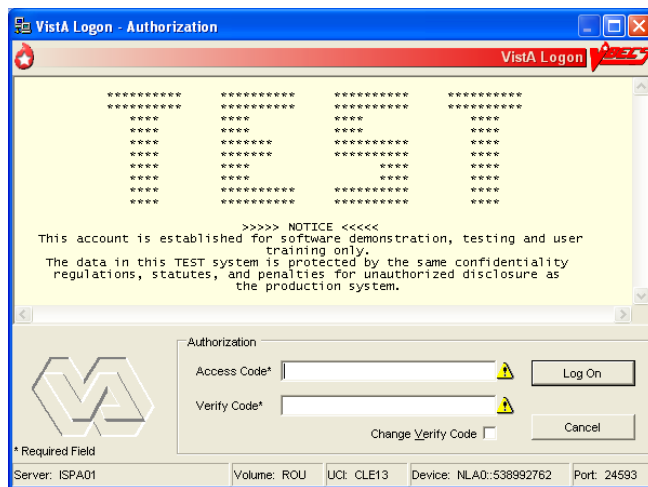 VistA Logon - Authorization
VistA Logon VBECS
********** ********** ********** **********
********** ********** ********** **********
**** **** **** ****
**** **** **** ****
**** ******* ********** ****
**** ******* ********** ****
**** **** **** ****
**** **** **** ****
**** ********** ********** ****
**** ********** ********** ****
>>>>> NOTICE <<<<<
This account is established for software demonstration, testing and user
training only.
The data in this TEST system is protected by the same confidentiality
regulations, statutes, and penalties for unauthorized disclosure as
the production system.
Authorization
Access Code*
Log On
Verify Code*
Change Verify Code
Cancel
* Required Field
Server: ISPA01
Volume: ROU
UCI: CLE13
Device: NLA0::538992762
Port: 24593